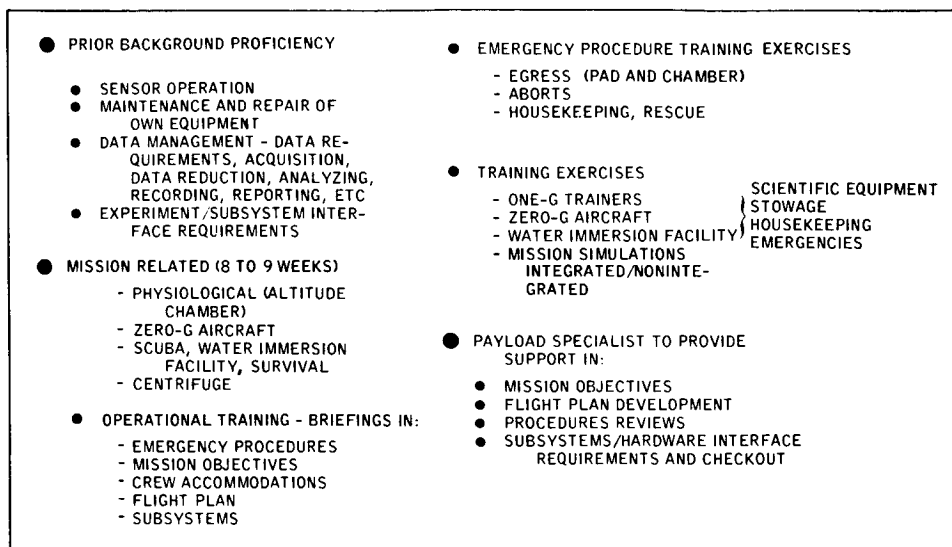 ● PRIOR BACKGROUND PROFICIENCY
● SENSOR OPERATION
● MAINTENANCE AND REPAIR OF
OWN EQUIPMENT
● DATA MANAGEMENT - DATA RE-
QUIREMENTS, ACQUISITION,
DATA REDUCTION, ANALYZING,
RECORDING, REPORTING, ETC
● EXPERIMENT/SUBSYSTEM INTER-
FACE REQUIREMENTS
● MISSION RELATED (8 TO 9 WEEKS)
- PHYSIOLOGICAL (ALTITUDE
CHAMBER)
- ZERO-G AIRCRAFT
- SCUBA, WATER IMMERSION
FACILITY, SURVIVAL
- CENTRIFUGE
● OPERATIONAL TRAINING - BRIEFINGS IN:
- EMERGENCY PROCEDURES
- MISSION OBJECTIVES
- CREW ACCOMMODATIONS
- FLIGHT PLAN
- SUBSYSTEMS
● EMERGENCY PROCEDURE TRAINING EXERCISES
- EGRESS (PAD AND CHAMBER)
- ABORTS
- HOUSEKEEPING, RESCUE
● TRAINING EXERCISES
- ONE-G TRAINERS
- ZERO-G AIRCRAFT
- WATER IMMERSION FACILITY
- MISSION SIMULATIONS
INTEGRATED/NONINTE-
GRATED
SCIENTIFIC EQUIPMENT
STOWAGE
HOUSEKEEPING
EMERGENCIES
● PAYLOAD SPECIALIST TO PROVIDE
SUPPORT IN:
● MISSION OBJECTIVES
● FLIGHT PLAN DEVELOPMENT
● PROCEDURES REVIEWS
● SUBSYSTEMS/HARDWARE INTERFACE
REQUIREMENTS AND CHECKOUT